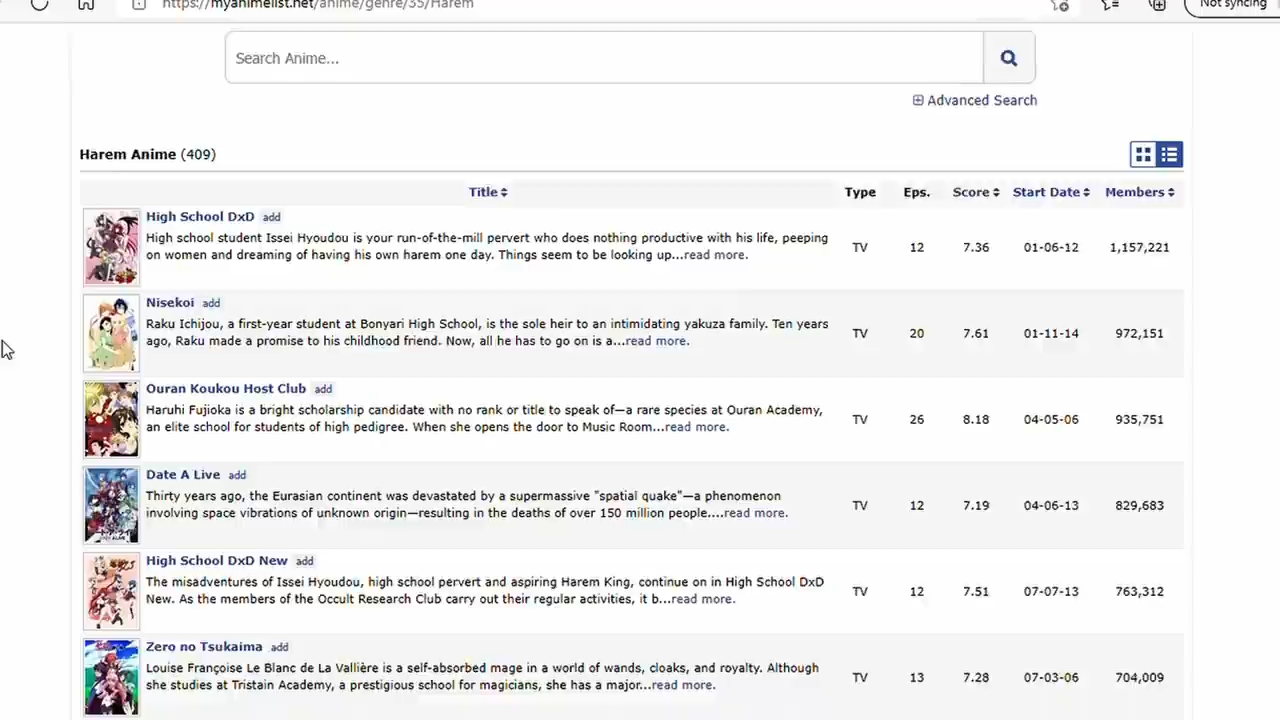 https://myanimelist.net/anime/genre/35/Harem
Not syncing
Search Anime...
Advanced Search
Harem Anime (409)
Title Type Eps. Score Start Date Members
High School DxD add
High school student Issei Hyoudou is your run-of-the-mill pervert who does nothing productive with his life, peeping
on women and dreaming of having his own harem one day. Things seem to be looking up...read more.
TV 12 7.36 01-06-12 1,157,221
Nisekoi add
Raku Ichijou, a first-year student at Bonyari High School, is the sole heir to an intimidating yakuza family. Ten years
ago, Raku made a promise to his childhood friend. Now, all he has to go on is a...read more.
TV 20 7.61 01-11-14 972,151
Ouran Koukou Host Club add
Haruhi Fujioka is a bright scholarship candidate with no rank or title to speak of—a rare species at Ouran Academy,
an elite school for students of high pedigree. When she opens the door to Music Room...read more.
TV 26 8.18 04-05-06 935,751
Date A Live add
Thirty years ago, the Eurasian continent was devastated by a supermassive "spatial quake"—a phenomenon
involving space vibrations of unknown origin—resulting in the deaths of over 150 million people....read more.
TV 12 7.19 04-06-13 829,683
High School DxD New add
The misadventures of Issei Hyoudou, high school pervert and aspiring Harem King, continue on in High School DxD
New. As the members of the Occult Research Club carry out their regular activities, it b...read more.
TV 12 7.51 07-07-13 763,312
Zero no Tsukaima add
Louise Françoise Le Blanc de La Vallière is a self-absorbed mage in a world of wands, cloaks, and royalty. Although
she studies at Tristain Academy, a prestigious school for magicians, she has a major...read more.
TV 13 7.28 07-03-06 704,009